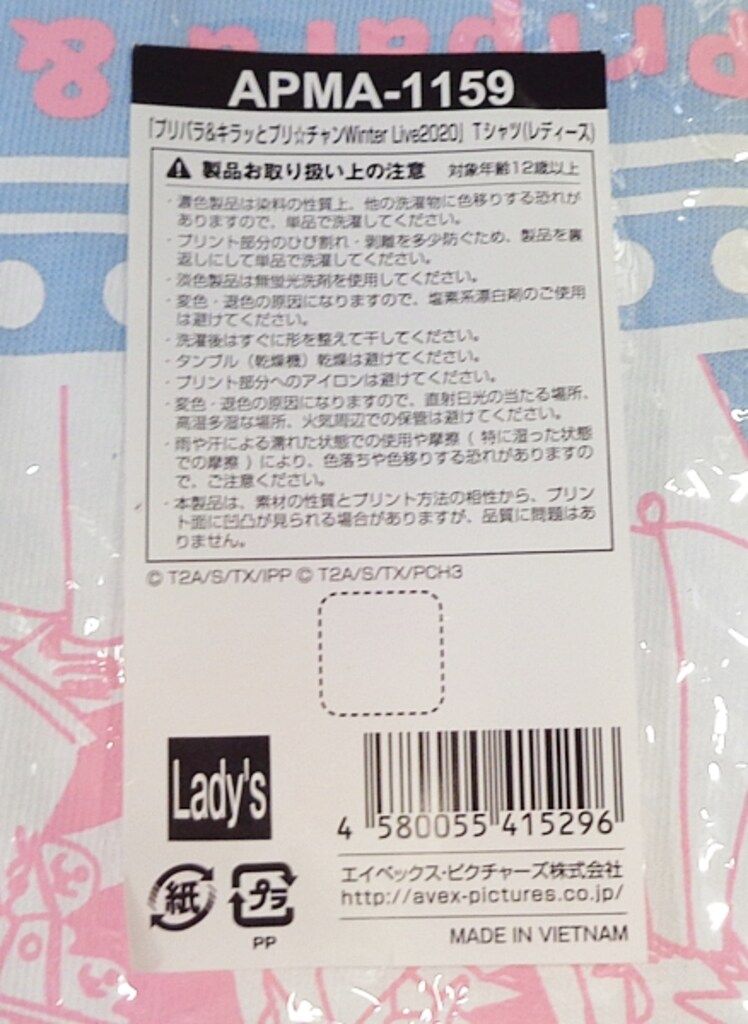 Pripara &
APMA-1159
「プリパラ&キラッとプリ☆チャンWinter Live2020」 Tシャツ(レディース)
製品お取り扱い上の注意 対象年齢12歳以上
・濃色製品は染料の性質上、他の洗濯物に色移りする恐れが
ありますので、単品で洗濯してください。
・プリント部分のひび割れ・剥離を多少防ぐため、製品を裏
返しにして単品で洗濯してください。
・淡色製品は無蛍光洗剤を使用してください。
・変色・退色の原因になりますので、塩素系漂白剤のご使用
は避けてください。
・洗濯後はすぐに形を整えて干してください。
・タンブル（乾燥機）乾燥は避けてください。
・プリント部分へのアイロンは避けてください。
・変色・退色の原因になりますので、直射日光の当たる場所、
高温多湿な場所、火気周辺での保管は避けてください。
・雨や汗による濡れた状態での使用や摩擦（特に湿った状態
での摩擦）により、色落ちや色移りする恐れがありますの
で、ご注意ください。
・本製品は、素材の性質とプリント方法の相性から、プリン
ト面に凹凸が見られる場合がありますが、品質に問題はあ
りません。
© T2A/S/TX/IPP © T2A/S/TX/PCH3
Lady's
4 580055 415296
紙 プラ
PP
エイベックス・ピクチャーズ株式会社
http://avex-pictures.co.jp/
MADE IN VIETNAM